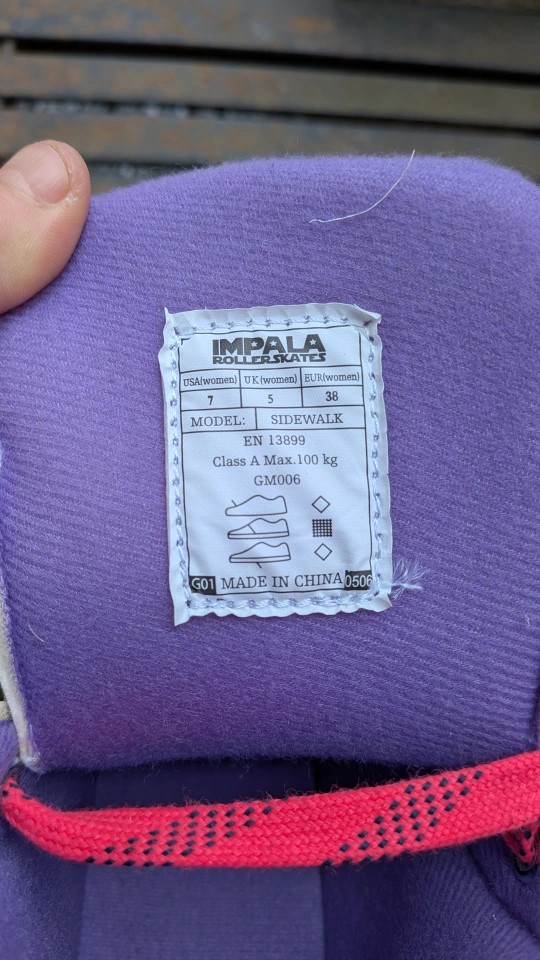 IMPALA
ROLLERSKATES
USA(women) UK(women) EUR(women)
7 5 38
MODEL: SIDEWALK
EN 13899
Class A Max.100 kg
GM006
G01 MADE IN CHINA 0506